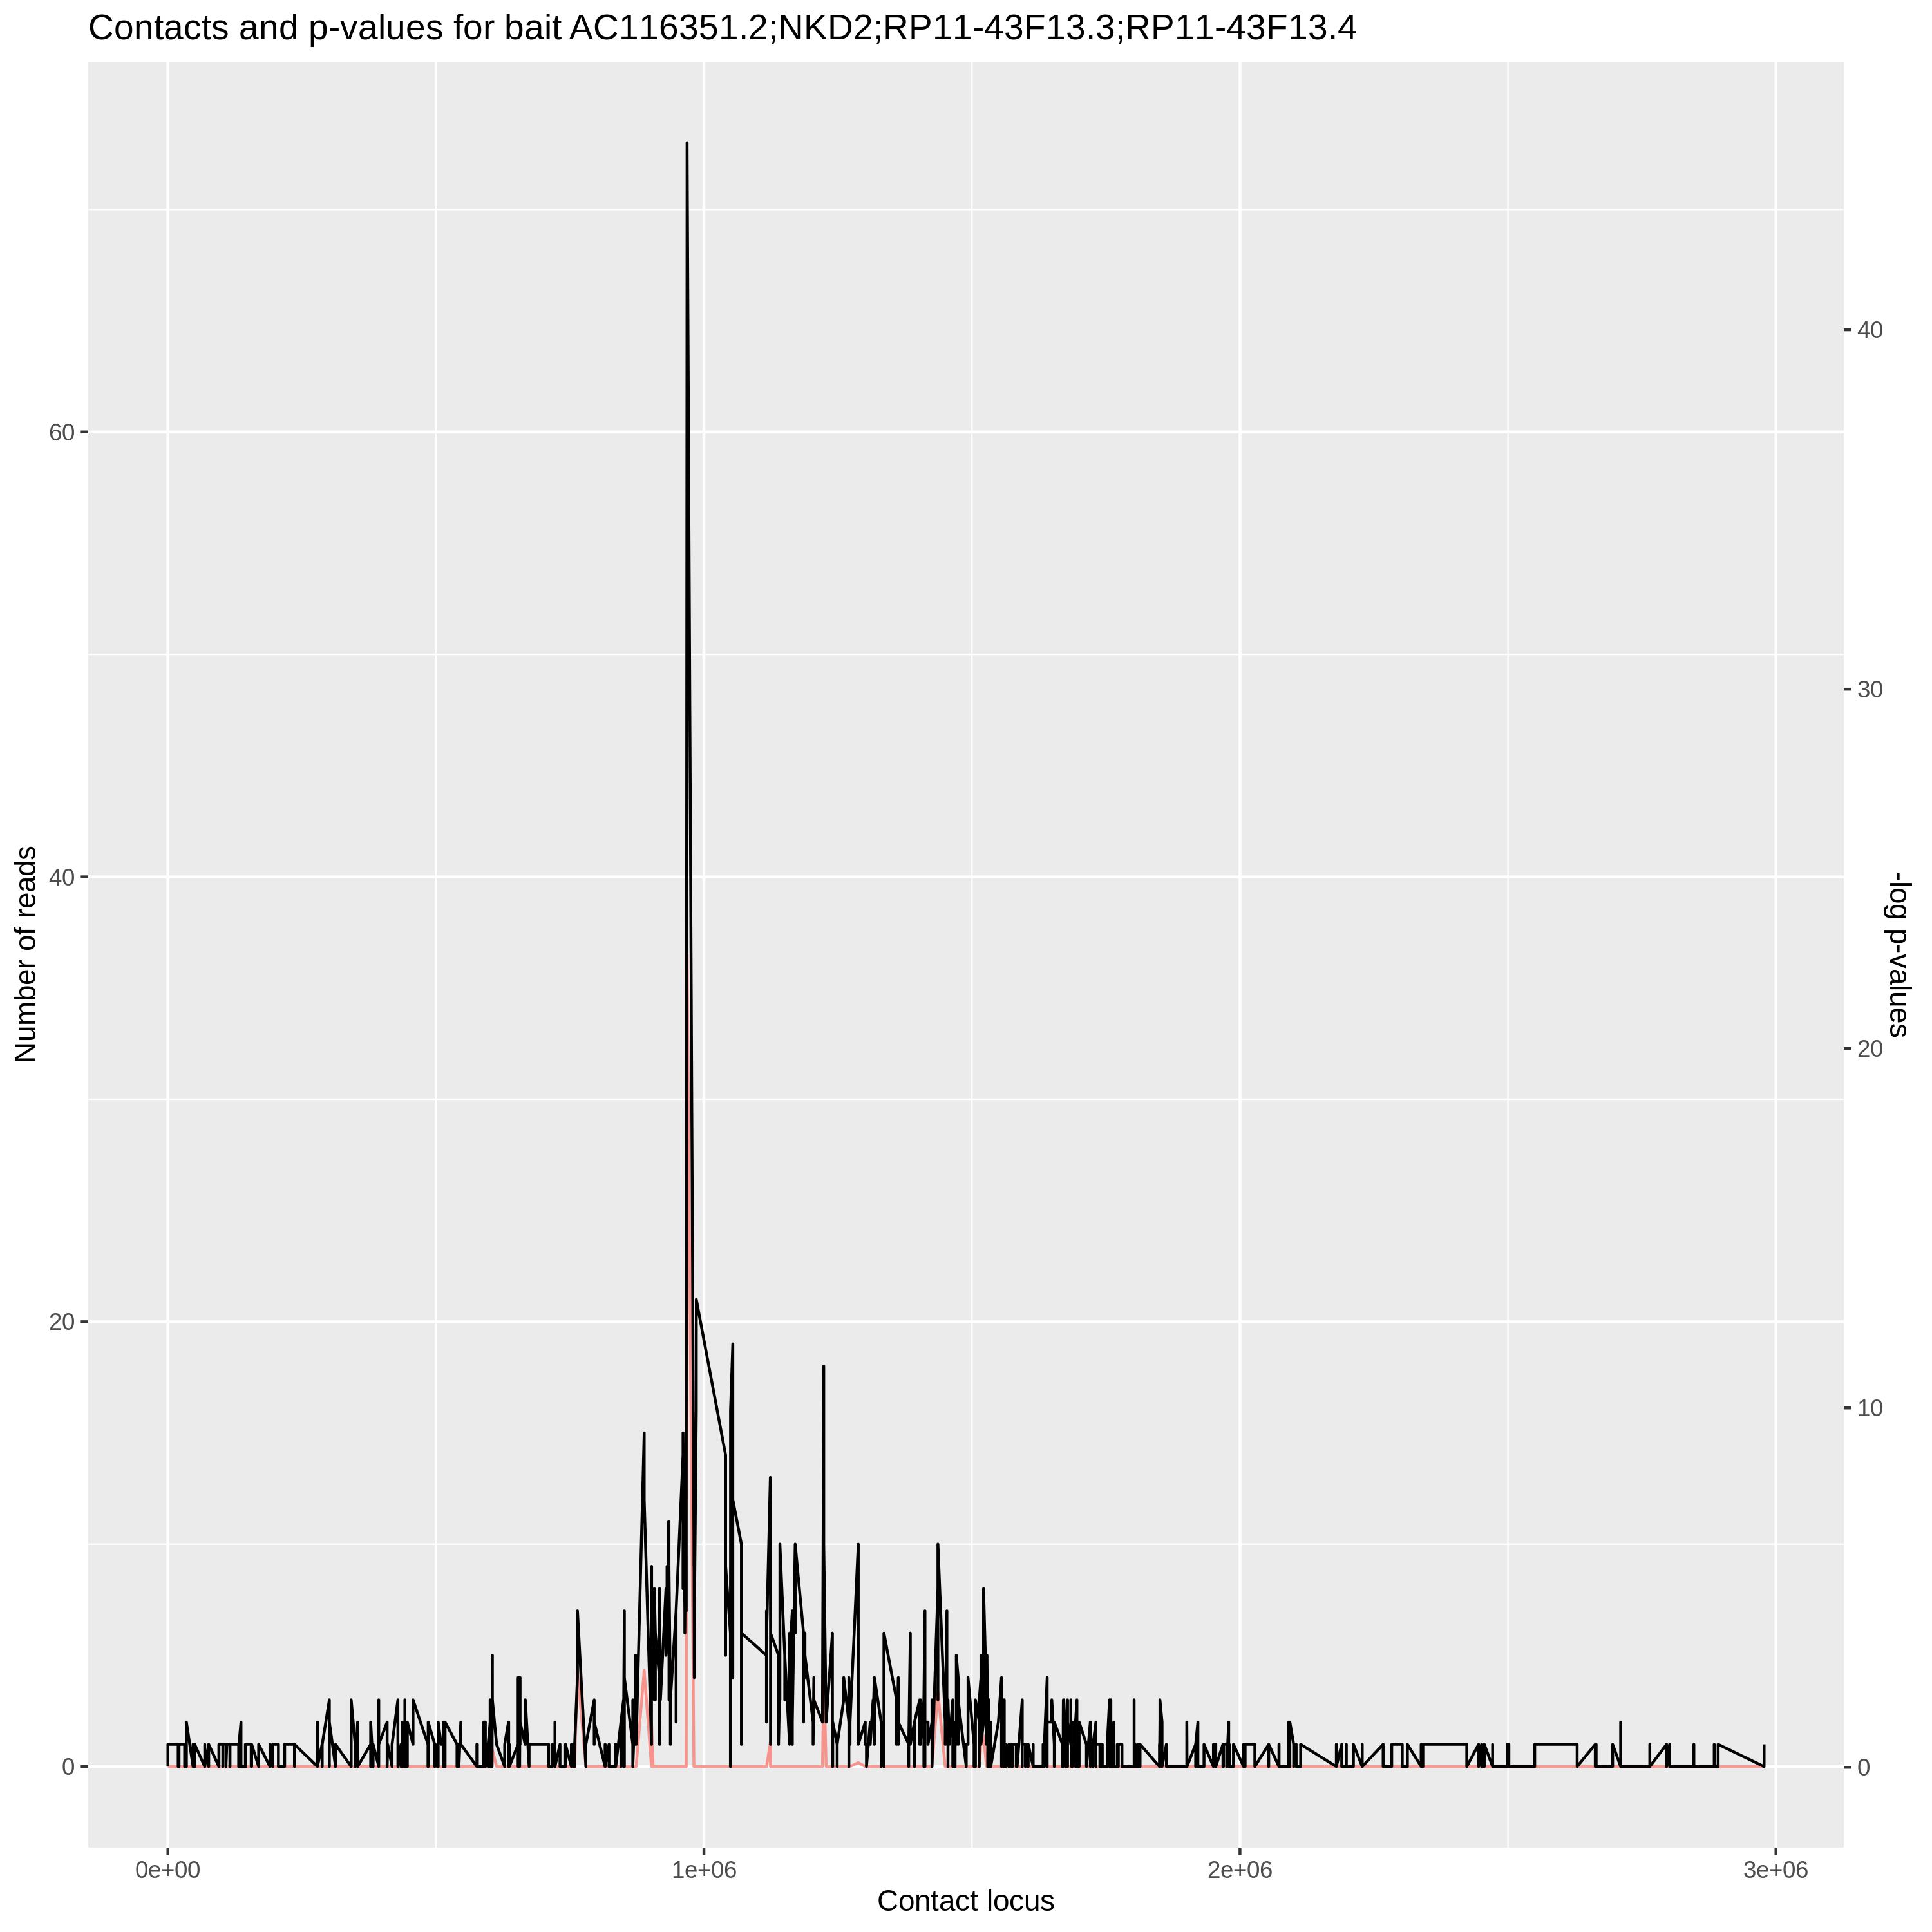 Contacts and p-values for bait AC116351.2;NKD2;RP11-43F13.3;RP11-43F13.4
60
40
20
0
Number of reads
40
30
20
10
0
-log p-values
0e+00
1e+06
2e+06
3e+06
Contact locus